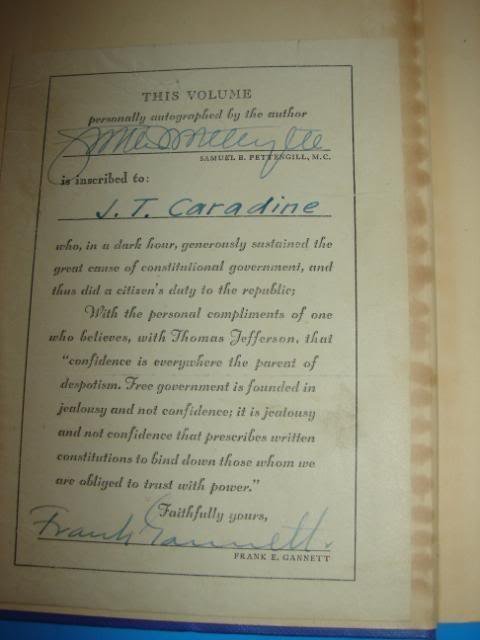 THIS VOLUME
personally autographed by the author
Samuel B. Pettengill
SAMUEL B. PETTENGILL, M.C.
is inscribed to:
J. T. Caradine
who, in a dark hour, generously sustained the
great cause of constitutional government, and
thus did a citizen's duty to the republic;
With the personal compliments of one
who believes, with Thomas Jefferson, that
"confidence is everywhere the parent of
despotism. Free government is founded in
jealousy and not confidence; it is jealousy
and not confidence that prescribes written
constitutions to bind down those whom we
are obliged to trust with power."
Faithfully yours,
Frank Gannett
FRANK E. GANNETT